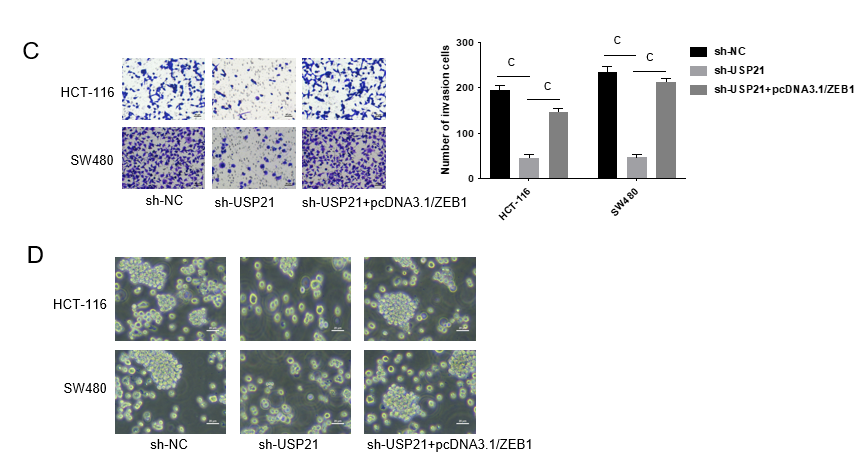 C
HCT-116
SW480
sh-NC
sh-USP21
sh-USP21+pcDNA3.1/ZEB1
Number of invasion cells
300
200
100
0
C
C
C
C
HCT-116
SW480
sh-NC
sh-USP21
sh-USP21+pcDNA3.1/ZEB1
D
HCT-116
SW480
sh-NC
sh-USP21
sh-USP21+pcDNA3.1/ZEB1